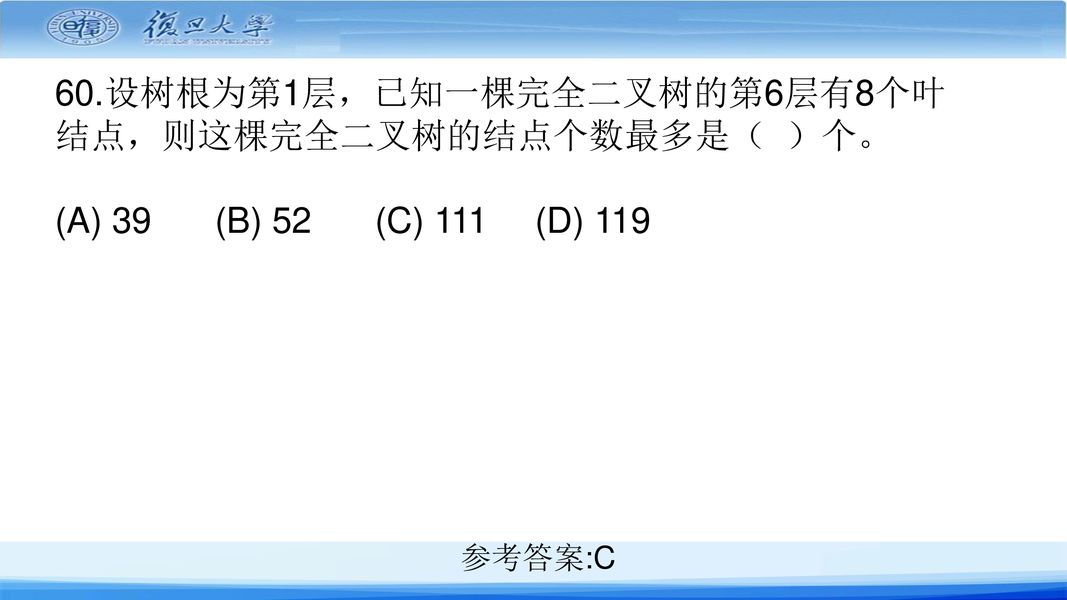 復旦大學
60.设树根为第1层，已知一棵完全二叉树的第6层有8个叶
结点，则这棵完全二叉树的结点个数最多是（ ）个。
(A) 39 (B) 52 (C) 111 (D) 119
参考答案:C